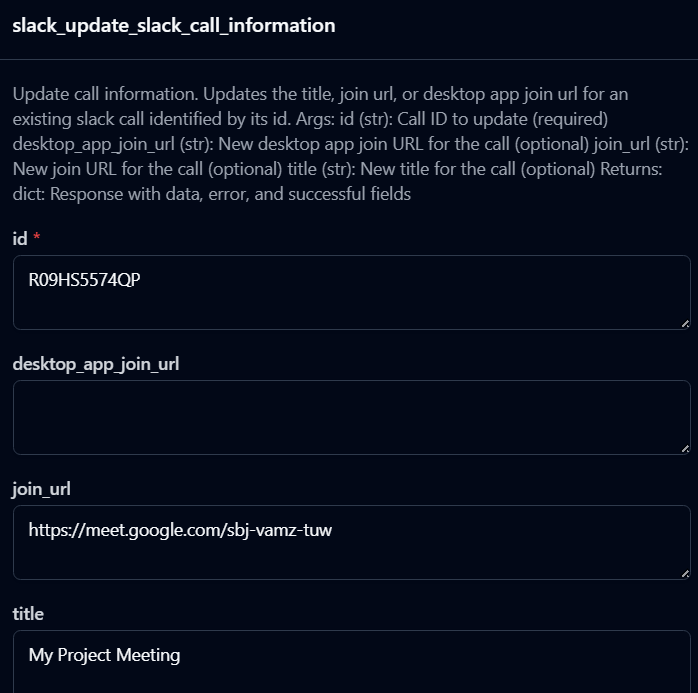 slack_update_slack_call_information
Update call information. Updates the title, join url, or desktop app join url for an
existing slack call identified by its id. Args: id (str): Call ID to update (required)
desktop_app_join_url (str): New desktop app join URL for the call (optional) join_url (str):
New join URL for the call (optional) title (str): New title for the call (optional) Returns:
dict: Response with data, error, and successful fields
id *
R09HS5574QP
desktop_app_join_url
join_url
https://meet.google.com/sbj-vamz-tuw
title
My Project Meeting